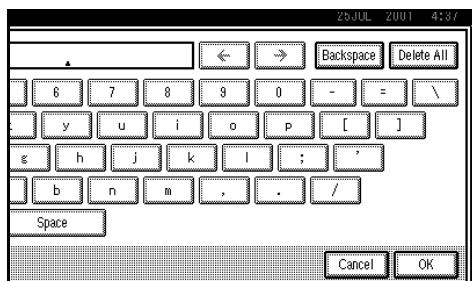 25JUL 2001 4:37
← → Backspace Delete All
6 7 8 9 0 - = \
y u i o p [ ]
g h j k l ; '
b n m , . /
Space
Cancel OK